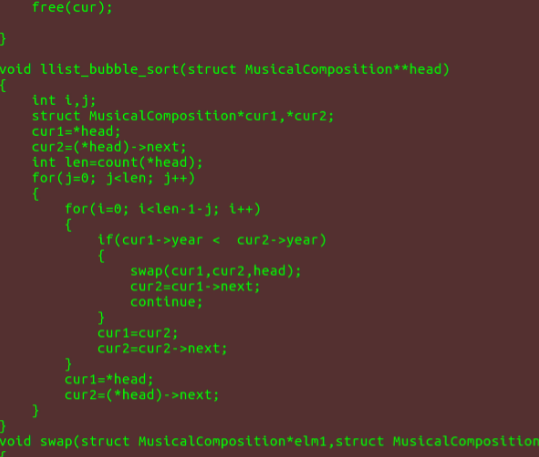 free(cur);
}
void llist_bubble_sort(struct MusicalComposition**head)
{
    int i,j;
    struct MusicalComposition*cur1,*cur2;
    cur1=*head;
    cur2=(*head)->next;
    int len=count(*head);
    for(j=0; j<len; j++)
    {
        for(i=0; i<len-1-j; i++)
        {
            if(cur1->year <  cur2->year)
            {
                swap(cur1,cur2,head);
                cur2=cur1->next;
                continue;
            }
            cur1=cur2;
            cur2=cur2->next;
        }
        cur1=*head;
        cur2=(*head)->next;
    }
}
void swap(struct MusicalComposition*elm1,struct MusicalComposition
{